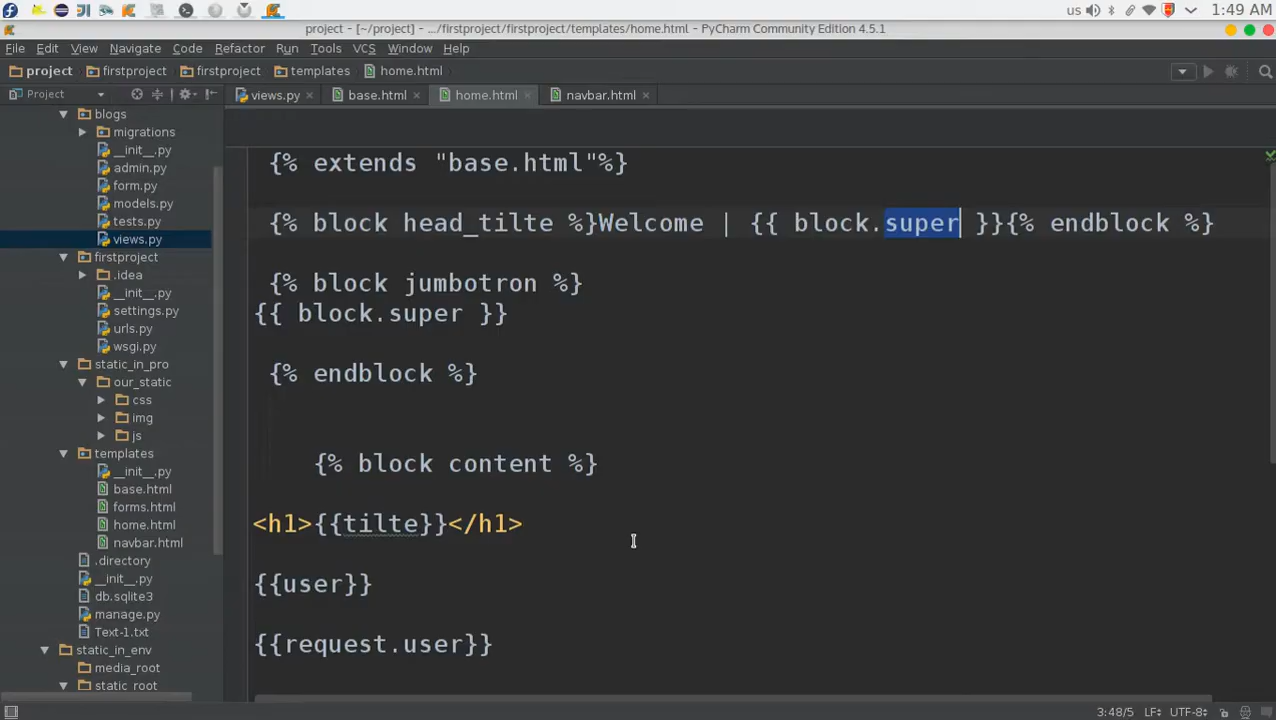 us 1:49 AM
project - [~/project] - .../firstproject/firstproject/templates/home.html - PyCharm Community Edition 4.5.1
File Edit View Navigate Code Refactor Run Tools VCS Window Help
project firstproject firstproject templates home.html
Project views.py base.html home.html navbar.html
blogs
migrations
__init__.py
admin.py
form.py
models.py
tests.py
views.py
firstproject
.idea
__init__.py
settings.py
urls.py
wsgi.py
static_in_pro
our_static
css
img
js
templates
__init__.py
base.html
forms.html
home.html
navbar.html
.directory
__init__.py
db.sqlite3
manage.py
Text-1.txt
static_in_env
media_root
static_root
{% extends "base.html"%}
{% block head_tilte %}Welcome | {{ block.super }}{% endblock %}
{% block jumbotron %}
{{ block.super }}
{% endblock %}
{% block content %}
<h1>{{tilte}}</h1>
{{user}}
{{request.user}}
3:48/5 LF÷ UTF-8÷